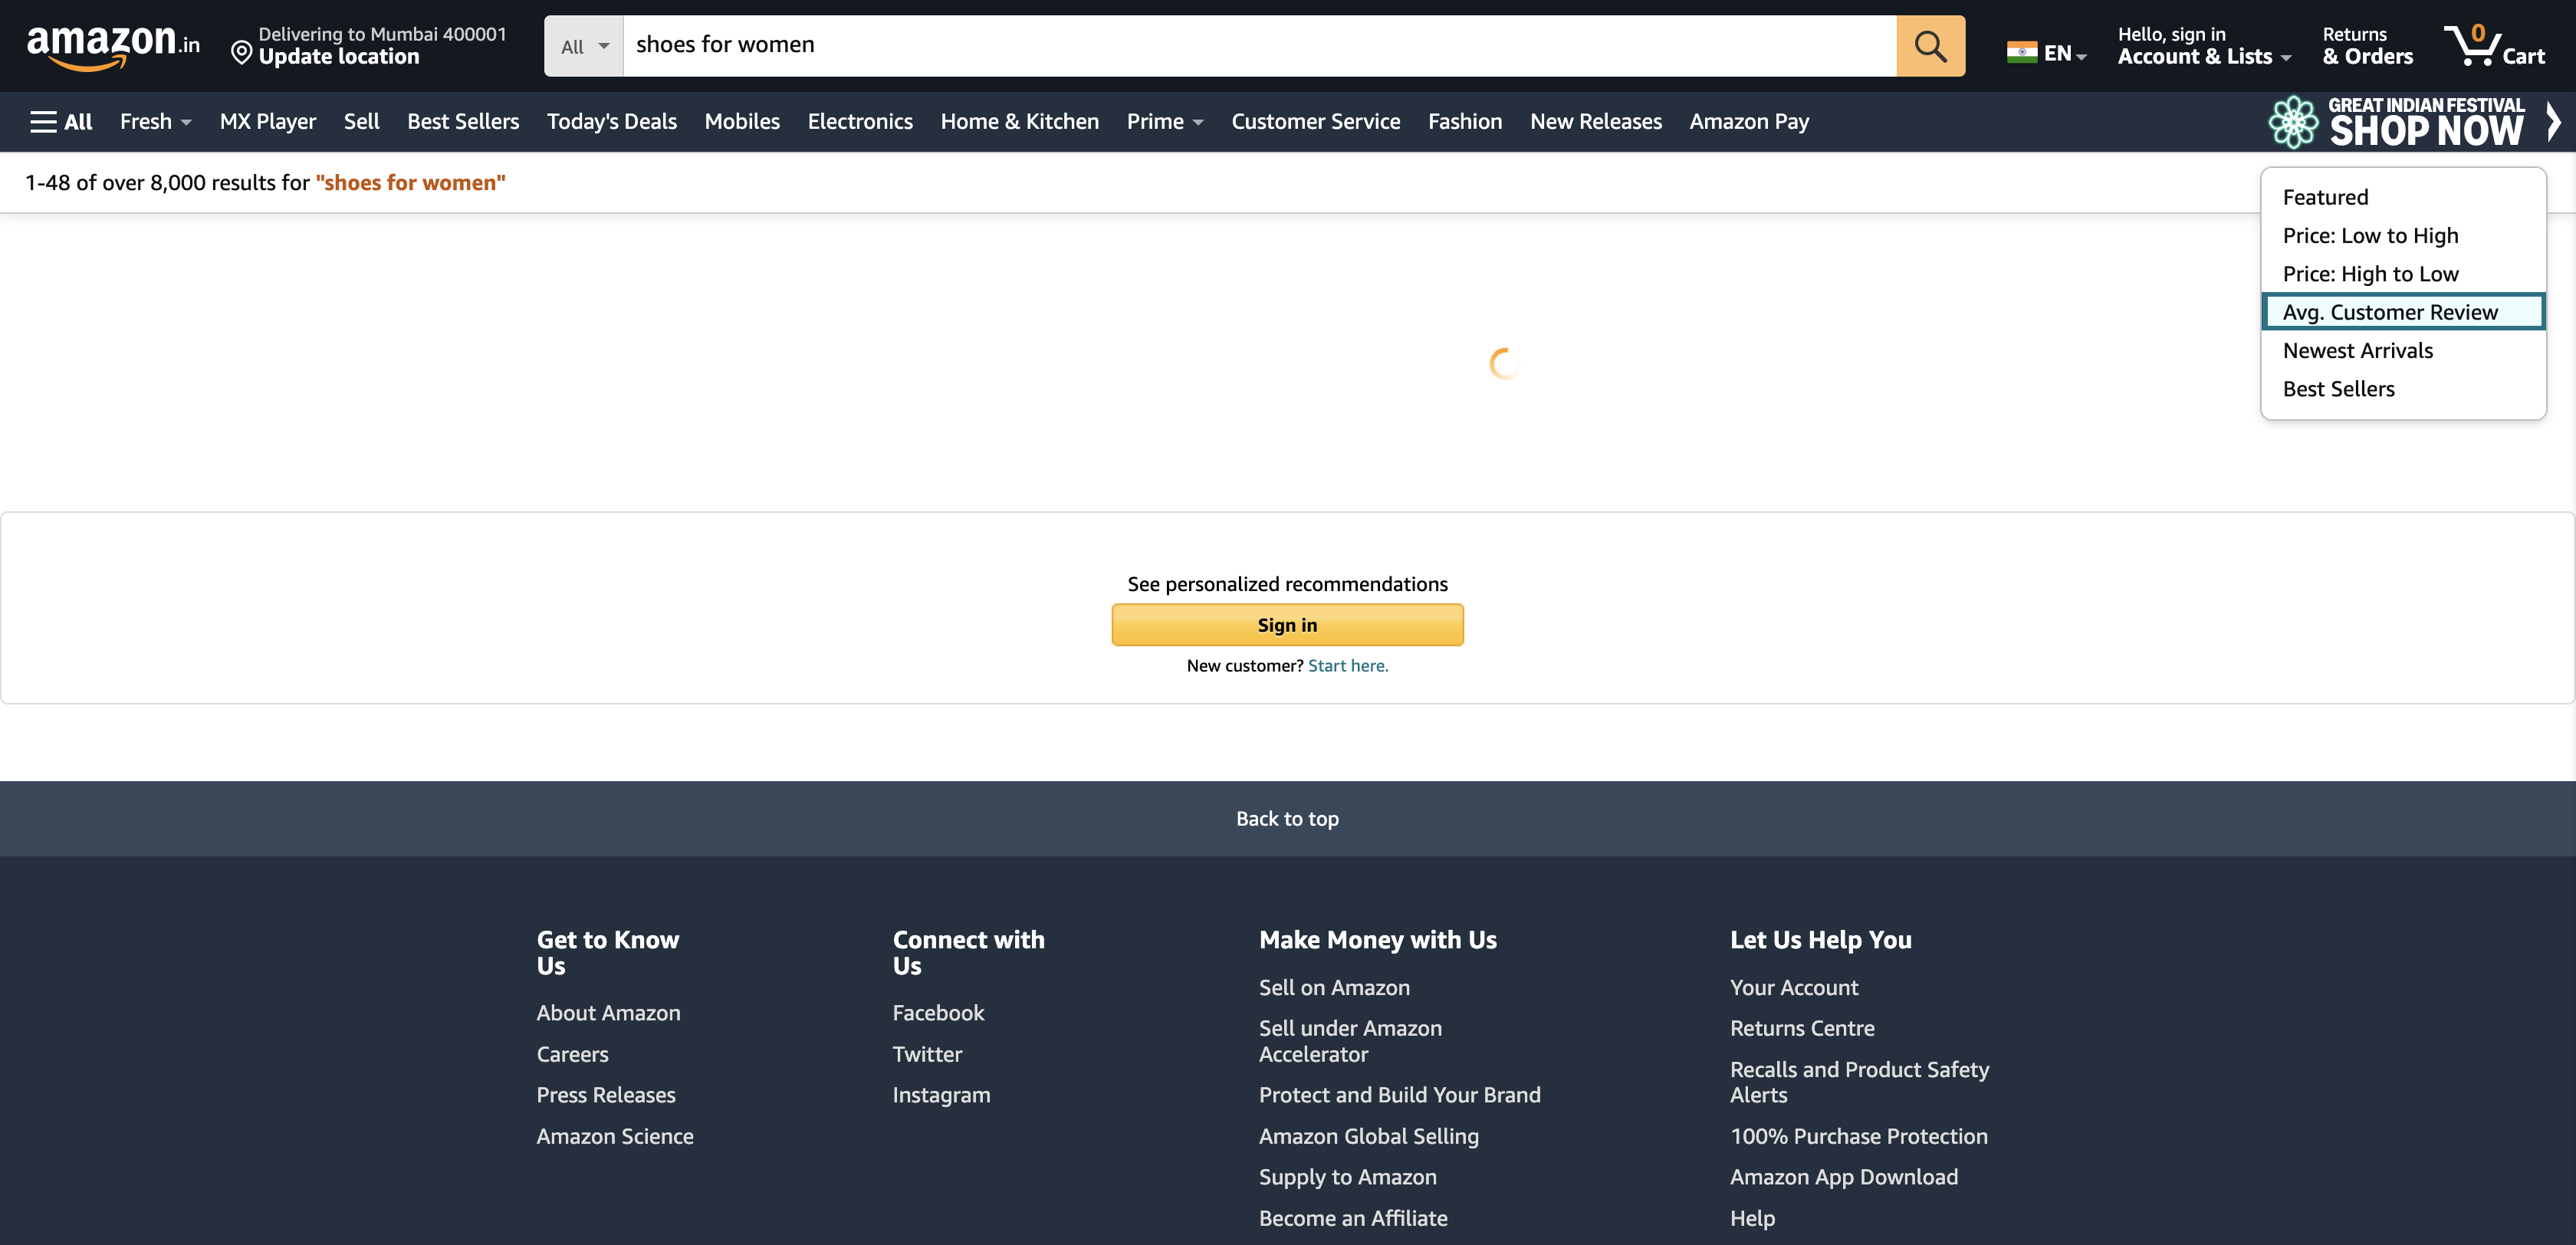 amazon.in
Delivering to Mumbai 400001
Update location
All
shoes for women
EN
Hello, sign in
Account & Lists
Returns
& Orders
0
Cart
All
Fresh
MX Player
Sell
Best Sellers
Today's Deals
Mobiles
Electronics
Home & Kitchen
Prime
Customer Service
Fashion
New Releases
Amazon Pay
GREAT INDIAN FESTIVAL
SHOP NOW
1-48 of over 8,000 results for "shoes for women"
Featured
Price: Low to High
Price: High to Low
Avg. Customer Review
Newest Arrivals
Best Sellers
See personalized recommendations
Sign in
New customer? Start here.
Back to top
Get to Know
Us
About Amazon
Careers
Press Releases
Amazon Science
Connect with
Us
Facebook
Twitter
Instagram
Make Money with Us
Sell on Amazon
Sell under Amazon
Accelerator
Protect and Build Your Brand
Amazon Global Selling
Supply to Amazon
Become an Affiliate
Let Us Help You
Your Account
Returns Centre
Recalls and Product Safety
Alerts
100% Purchase Protection
Amazon App Download
Help